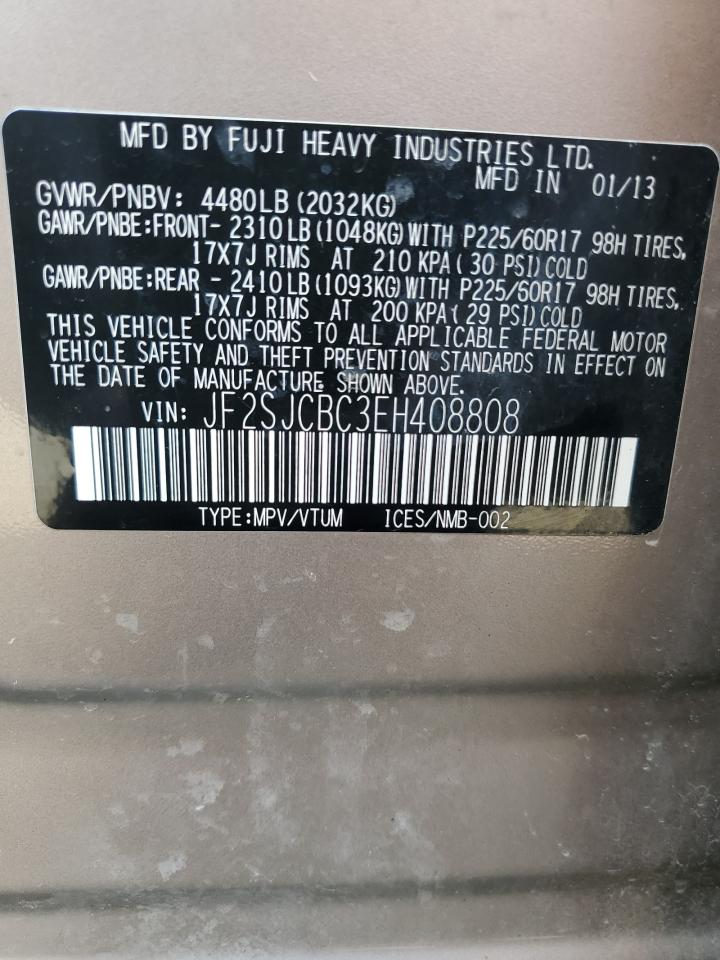 MFD BY FUJI HEAVY INDUSTRIES LTD.
MFD IN 01/13
GVWR/PNBV: 4480LB (2032KG)
GAWR/PNBE:FRONT- 2310LB (1048KG) WITH P225/60R17 98H TIRES,
17X7J RIMS AT 210 KPA (30 PSI) COLD
GAWR/PNBE:REAR - 2410LB (1093KG) WITH P225/60R17 98H TIRES,
17X7J RIMS AT 200 KPA (29 PSI) COLD
THIS VEHICLE CONFORMS TO ALL APPLICABLE FEDERAL MOTOR
VEHICLE SAFETY AND THEFT PREVENTION STANDARDS IN EFFECT ON
THE DATE OF MANUFACTURE SHOWN ABOVE.
VIN: JF2SJCBC3EH408808
TYPE:MPV/VTUM ICES/NMB-002